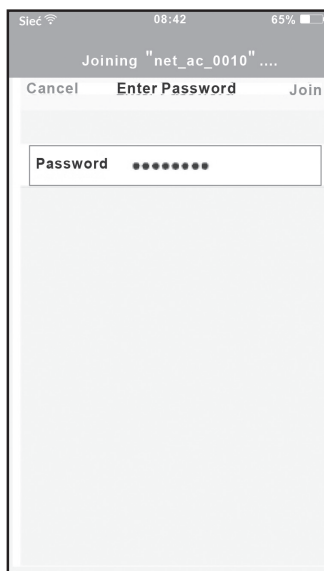 Sieć 08:42 65%
Joining "net_ac_0010"....
Cancel Enter Password Join
Password ●●●●●●●●